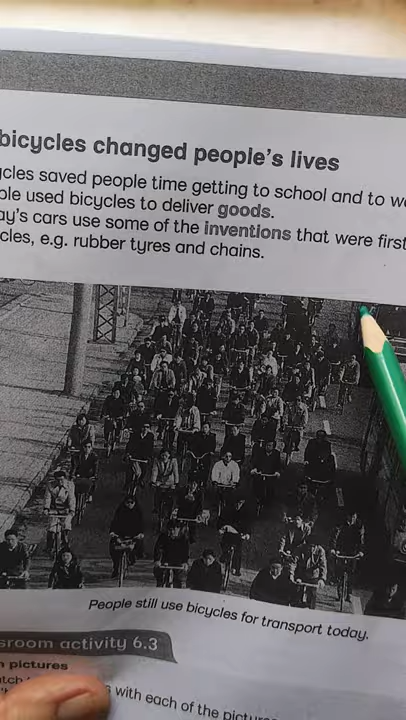 bicycles changed people's lives
cles saved people time getting to school and to
ple used bicycles to deliver goods.
ay's cars use some of the inventions that were first
cles, e.g. rubber tyres and chains.
People still use bicycles for transport today.
sroom activity 6.3
pictures
with each of the